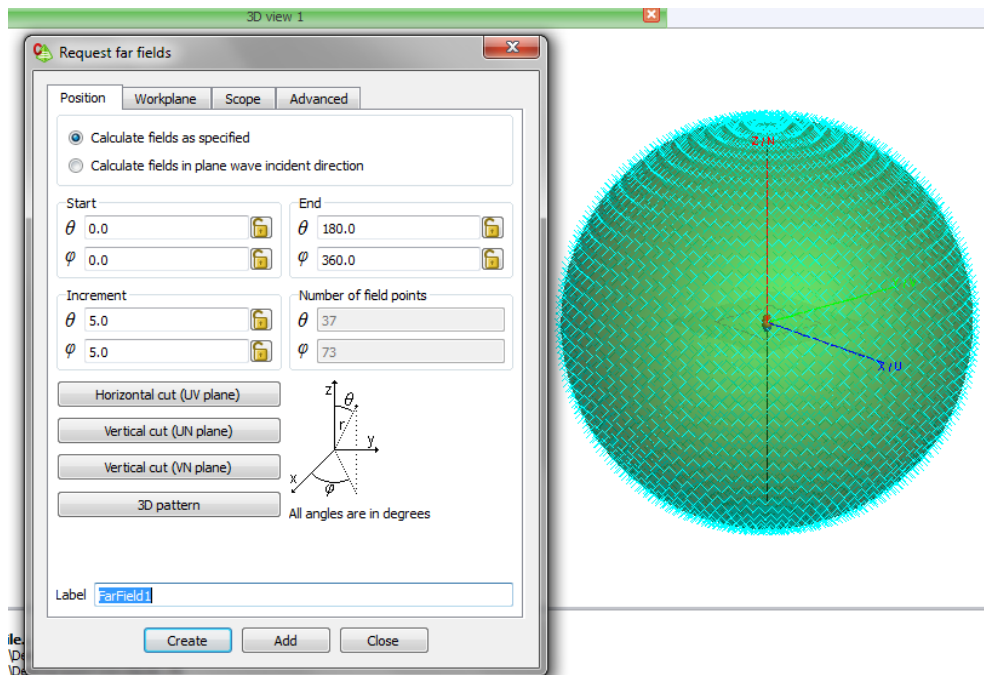 3D view 1
Request far fields
Position Workplane Scope Advanced
Calculate fields as specified
Calculate fields in plane wave incident direction
Start
θ 0.0
φ 0.0
End
θ 180.0
φ 360.0
Increment
θ 5.0
φ 5.0
Number of field points
θ 37
φ 73
Horizontal cut (UV plane)
Vertical cut (UN plane)
Vertical cut (VN plane)
3D pattern
z
θ
r
y
x
φ
All angles are in degrees
Label FarField1
Create Add Close
Z/N
X/U
ile.
\De
\De